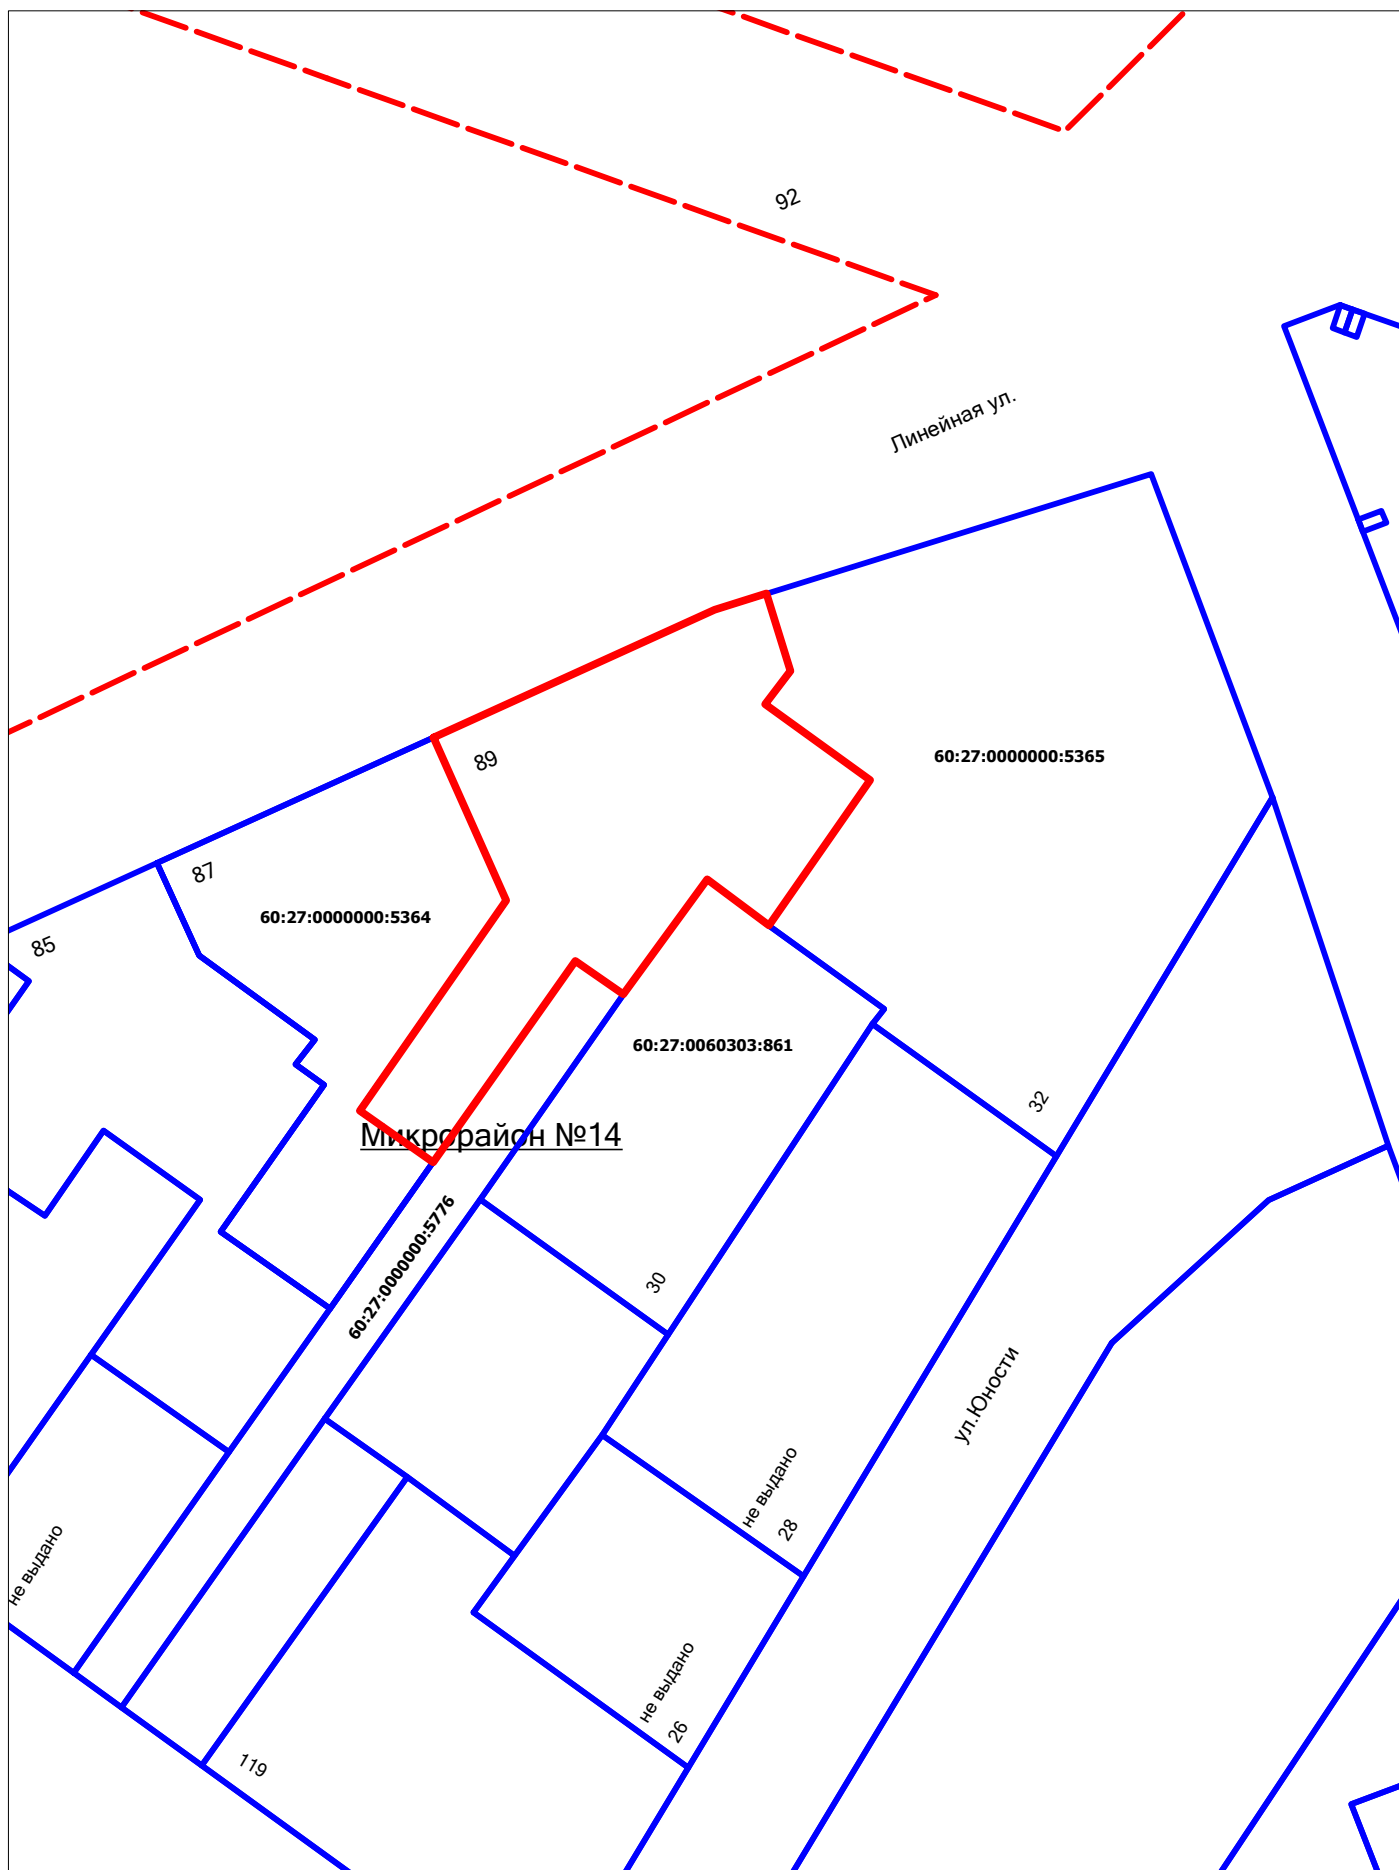 92
Линейная ул.
89
60:27:0000000:5365
87
60:27:0000000:5364
85
60:27:0060303:861
32
Микрорайон №14
60:27:0000000:5776
30
ул.Юности
не выдано
28
не выдано
не выдано
26
119